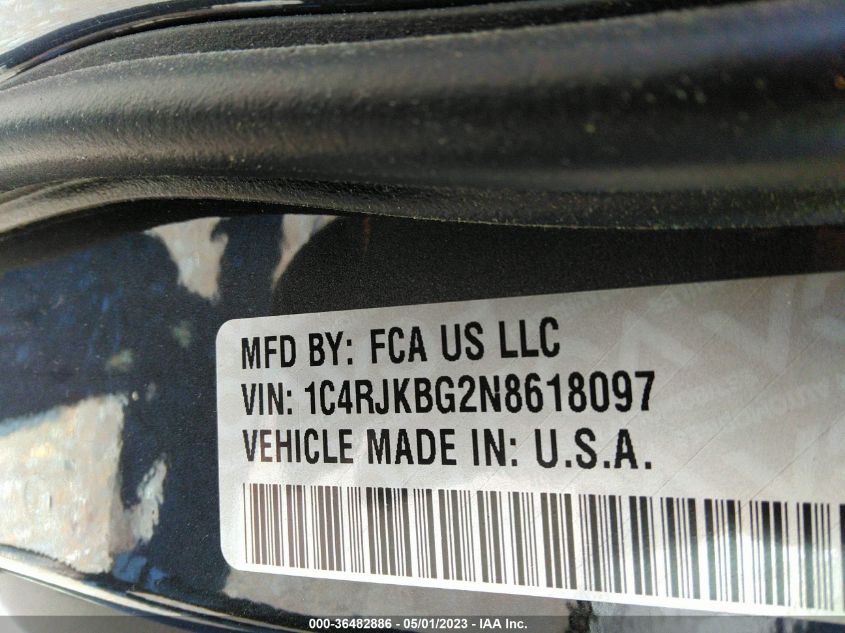 MFD BY: FCA US LLC
VIN: 1C4RJKBG2N8618097
VEHICLE MADE IN: U.S.A.
000-36482886 - 05/01/2023 - IAA Inc.